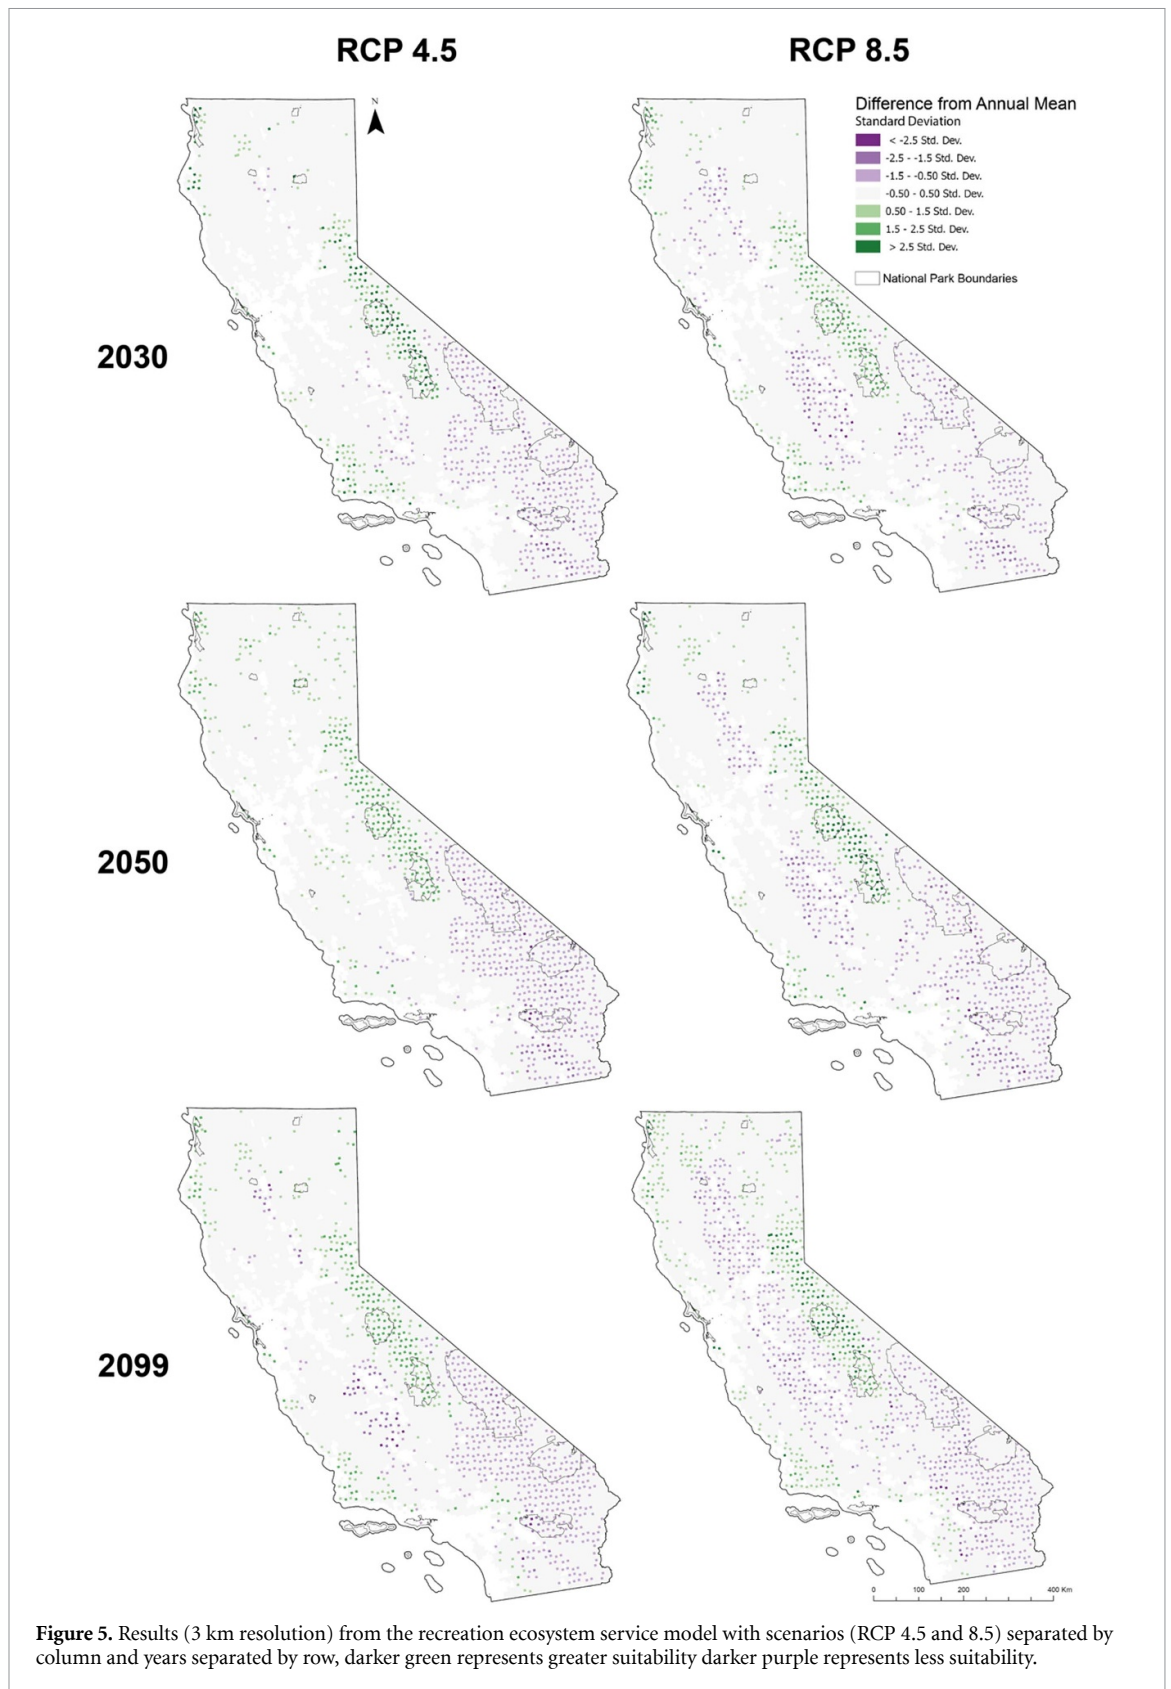 RCP 4.5
RCP 8.5
N
Difference from Annual Mean
Standard Deviation
< -2.5 Std. Dev.
-2.5 - -1.5 Std. Dev.
-1.5 - -0.50 Std. Dev.
-0.50 - 0.50 Std. Dev.
0.50 - 1.5 Std. Dev.
1.5 - 2.5 Std. Dev.
> 2.5 Std. Dev.
National Park Boundaries
2030
2050
2099
0 100 200 400 Km
Figure 5. Results (3 km resolution) from the recreation ecosystem service model with scenarios (RCP 4.5 and 8.5) separated by
column and years separated by row, darker green represents greater suitability darker purple represents less suitability.